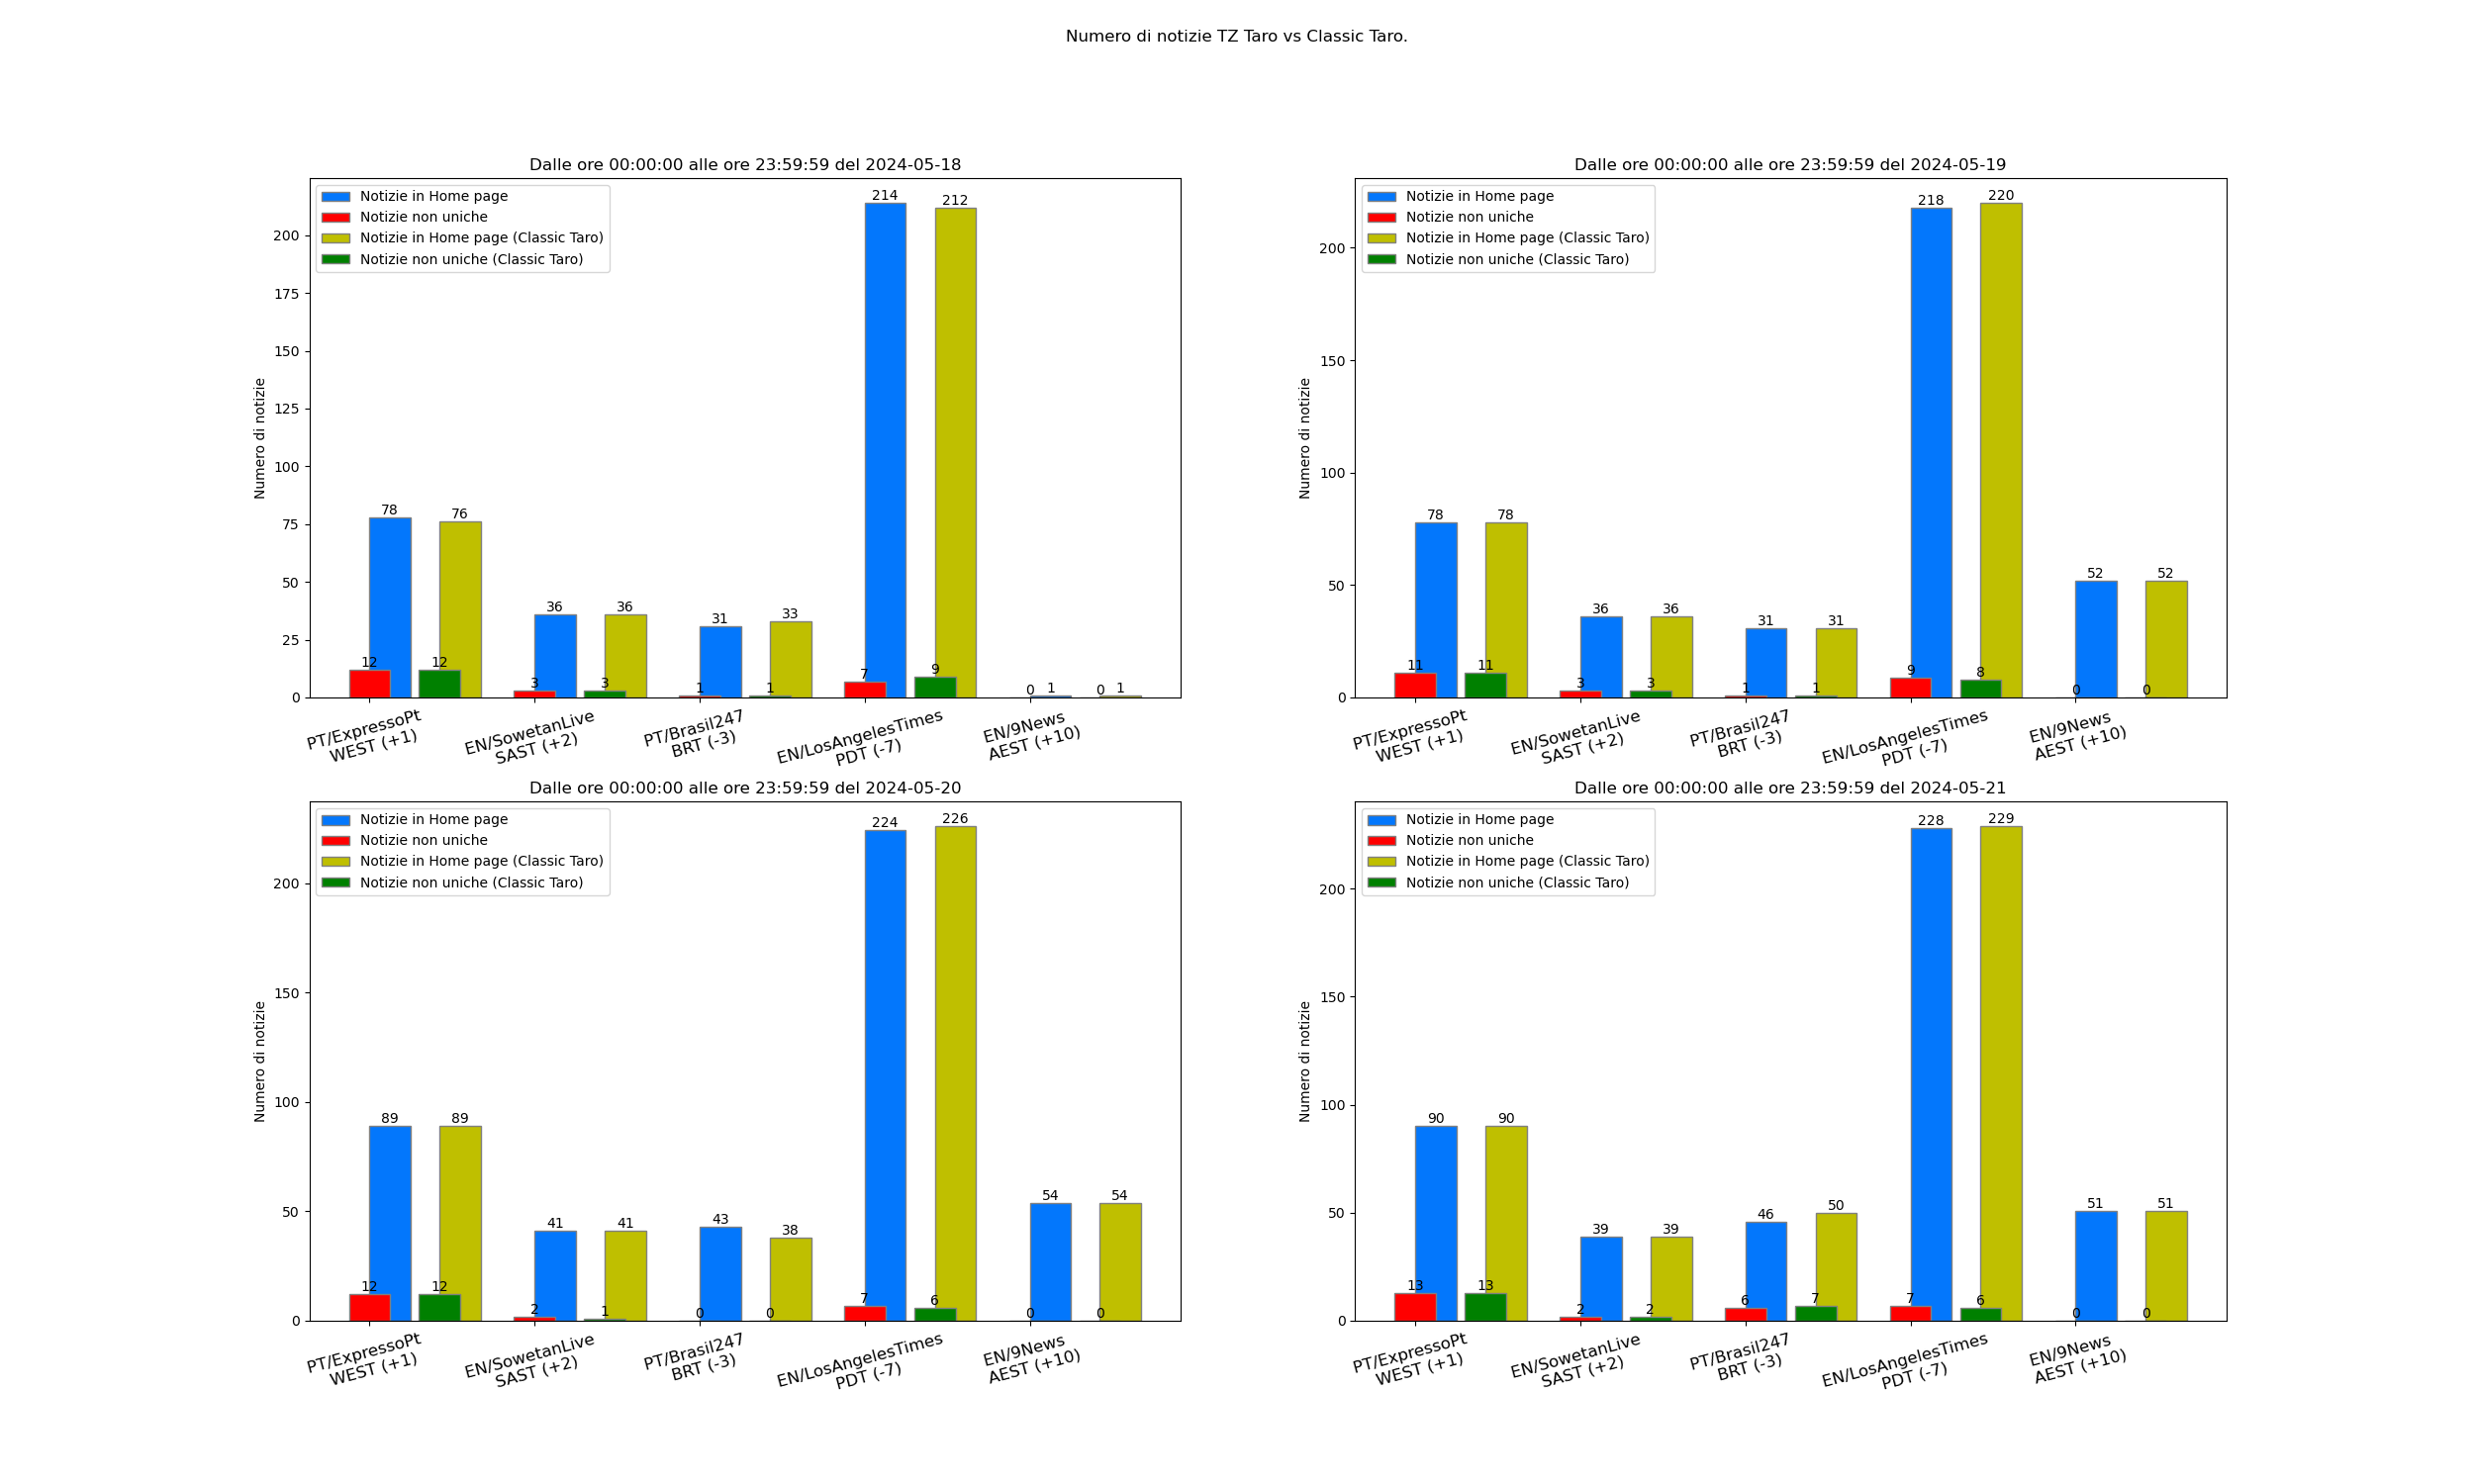 Numero di notizie TZ Taro vs Classic Taro.
Dalle ore 00:00:00 alle ore 23:59:59 del 2024-05-18
Notizie in Home page
Notizie non uniche
Notizie in Home page (Classic Taro)
Notizie non uniche (Classic Taro)
Numero di notizie
200
175
150
125
100
75
50
25
0
78 76 36 36 31 33 214 212
12 12 3 3 1 1 7 9 0 1 0 1
PT/ExpressoPt
WEST (+1)
EN/SowetanLive
SAST (+2)
PT/Brasil247
BRT (-3)
EN/LosAngelesTimes
PDT (-7)
EN/9News
AEST (+10)
Dalle ore 00:00:00 alle ore 23:59:59 del 2024-05-19
Notizie in Home page
Notizie non uniche
Notizie in Home page (Classic Taro)
Notizie non uniche (Classic Taro)
Numero di notizie
200
150
100
50
0
78 78 36 36 31 31 218 220 52 52
11 11 3 3 1 1 9 8 0 0
PT/ExpressoPt
WEST (+1)
EN/SowetanLive
SAST (+2)
PT/Brasil247
BRT (-3)
EN/LosAngelesTimes
PDT (-7)
EN/9News
AEST (+10)
Dalle ore 00:00:00 alle ore 23:59:59 del 2024-05-20
Notizie in Home page
Notizie non uniche
Notizie in Home page (Classic Taro)
Notizie non uniche (Classic Taro)
Numero di notizie
200
150
100
50
0
89 89 41 41 43 38 224 226 54 54
12 12 2 1 0 0 7 6 0 0
PT/ExpressoPt
WEST (+1)
EN/SowetanLive
SAST (+2)
PT/Brasil247
BRT (-3)
EN/LosAngelesTimes
PDT (-7)
EN/9News
AEST (+10)
Dalle ore 00:00:00 alle ore 23:59:59 del 2024-05-21
Notizie in Home page
Notizie non uniche
Notizie in Home page (Classic Taro)
Notizie non uniche (Classic Taro)
Numero di notizie
200
150
100
50
0
90 90 39 39 46 50 228 229 51 51
13 13 2 2 6 7 7 6 0 0
PT/ExpressoPt
WEST (+1)
EN/SowetanLive
SAST (+2)
PT/Brasil247
BRT (-3)
EN/LosAngelesTimes
PDT (-7)
EN/9News
AEST (+10)